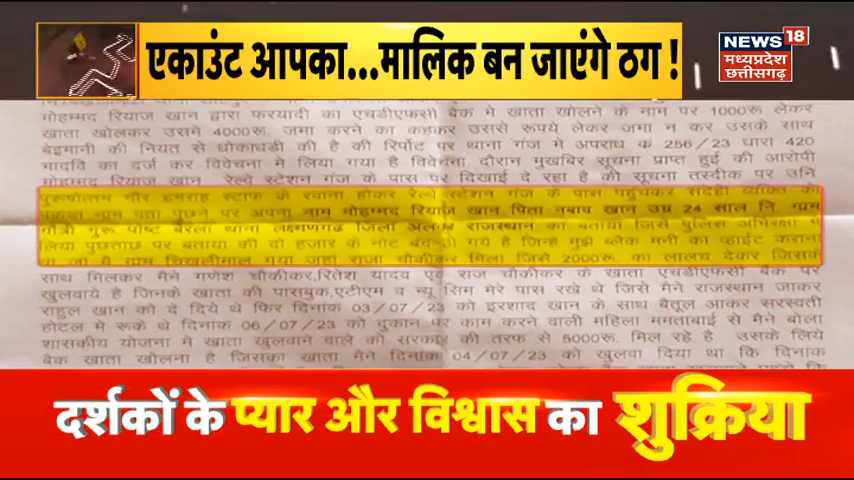 एकाउंट आपका...मालिक बन जाएंगे ठग !
NEWS 18
मध्यप्रदेश
छत्तीसगढ़
मोहम्मद रियाज खान द्वारा फरयादी का एचडीएफसी बैक मे खाता खोलने के नाम पर 1000रू लेकर
खाता खोलकर उसमे 4000रू. जमा करने का कहकर उससे रूपये लेकर जमा न कर उसके साथ
बेइमानी की नियत से धोकाधडी की है की रिर्पोट पर थाना गंज मे अपराध कं 256/23 धारा 420
भादवि का दर्ज कर विवेचना मे लिया गया है विवेचना दौरान मुखबिर सूचना प्राप्त हुई की आरोपी
मोहम्मद रियाज खान रेल्वे स्टेशन गंज के पास पर दिखाई दे रहा है की सूचना तस्दीक पर उनि
पुरूषोत्तम गौर हमराह स्टाफ के रवाना होकर रेल्वे स्टेशन गंज के पास पहुंचकर संदेही व्यक्ति को
नाम पता पुछने पर अपना नाम मोहम्मद रियाज खान पिता नबाब खान उम्र 24 साल नि ग्राम
गुरू पोष्ट बेरला थाना लक्ष्मणगढ जिला अलवर राजस्थान का बताया जिसे पुलिस अभिरक्षा मे
लिया पुछताछ पर बताया की दो हजार के नोट बंद हो गये है जिन्हे मुझे ब्लेक मनी का व्हाईट कराना
था जो मै ग्राम चिखलीमाल गया जहां राजा चौकीकर मिला जिसे 2000रू. का लालच देकर जिसके
साथ मिलकर मैने गणेश चौकीकर,रितेश यादव एवं राज चौकीकर के खाता एचडीएफसी बैक पर
खुलवाये है जिनके खाता की पासबुक,एटीएम व न्यू सिम मेरे पास रखे थे जिसे मैने राजस्थान जाकर
राहुल खान को दे दिये थे फिर दिनांक 03/07/23 को इरशाद खान के साथ बैतूल आकर सरस्वती
होटल मे रूके थे दिनांक 06/07/23 को दुकान पर काम करने वाली महिला ममताबाई से मैने बोला
शासकीय योजना मे खाता खुलवाने वाले को सरकार की तरफ से 5000रू. मिल रहे है उसके लिये
बैक खाता खोलना है जिसका खाता मैने दिनांक 04/07/23 को खुलवा दिया था कि दिनांक
दर्शकों के प्यार और विश्वास का शुक्रिया